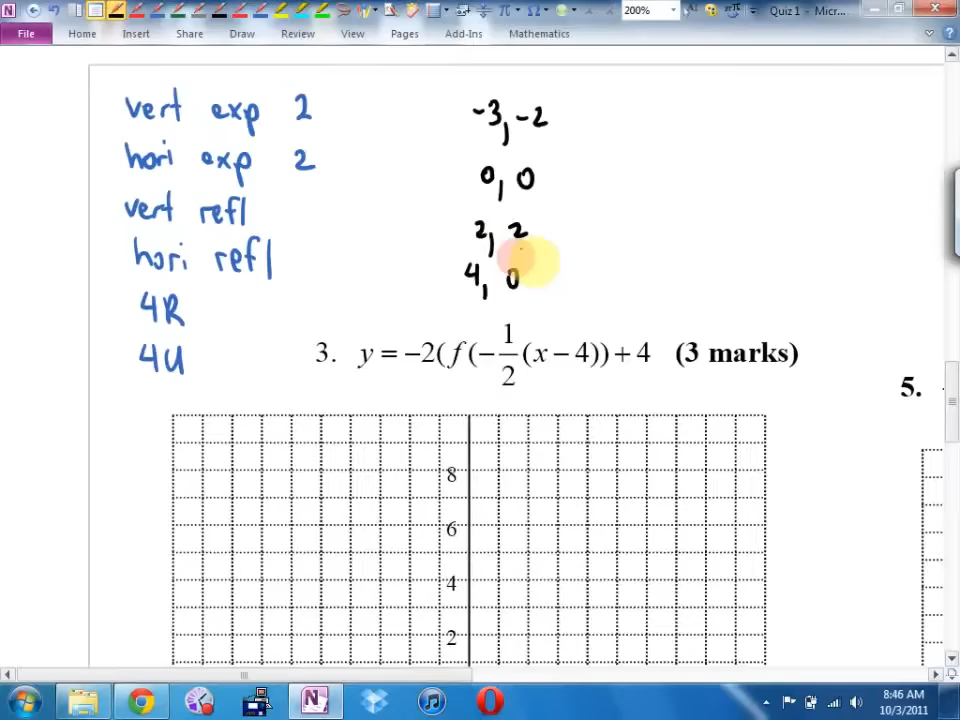 200% Quiz 1 - Micr...
File Home Insert Share Draw Review View Pages Add-Ins Mathematics
vert exp 2
hori exp 2
vert refl
hori refl
4R
4U
-3, -2
0, 0
2, 2
4, 0
3. y = −2( f (−1/2(x − 4)) + 4 (3 marks)
5.
8
6
4
2
8:46 AM
10/3/2011